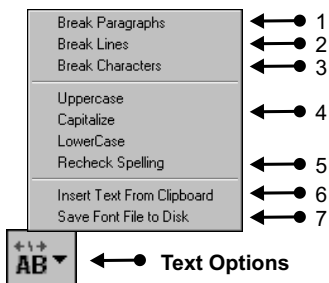 Break Paragraphs 1
Break Lines 2
Break Characters 3
Uppercase
Capitalize 4
LowerCase
Recheck Spelling 5
Insert Text From Clipboard 6
Save Font File to Disk 7
AB Text Options